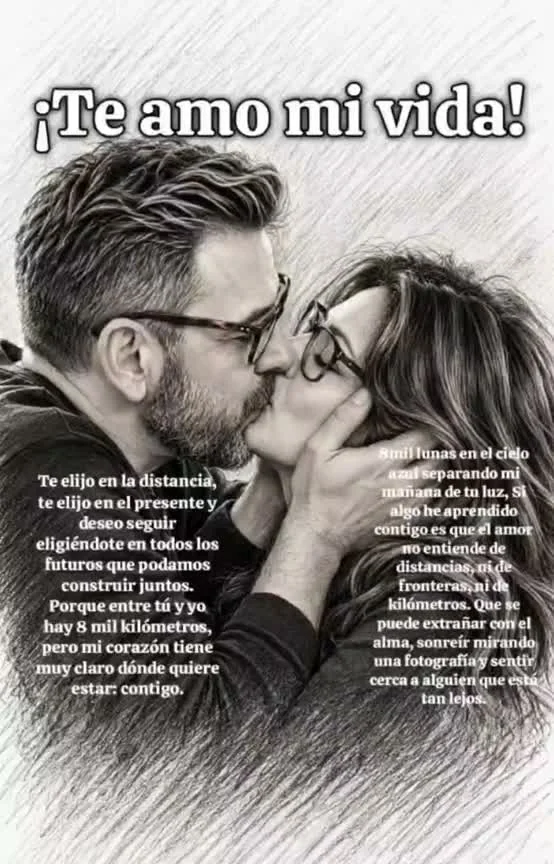 ¡Te amo mi vida!
Te elijo en la distancia,
te elijo en el presente y
deseo seguir
eligiéndote en todos los
futuros que podamos
construir juntos.
Porque entre tú y yo
hay 8 mil kilómetros,
pero mi corazón tiene
muy claro dónde quiere
estar: contigo.
8mil lunas en el cielo
azul separando mi
mañana de tu luz, Si
algo he aprendido
contigo es que el amor
no entiende de
distancias, ni de
fronteras, ni de
kilómetros. Que se
puede extrañar con el
alma, sonreír mirando
una fotografía y sentir
cerca a alguien que está
tan lejos.